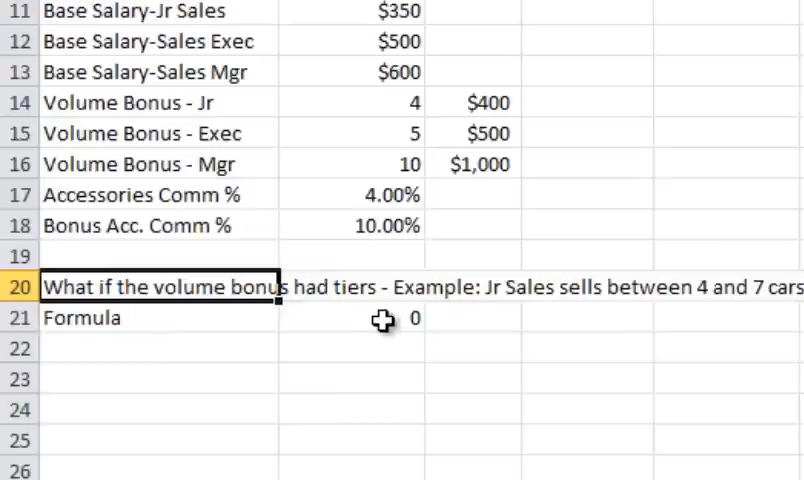 11 Base Salary-Jr Sales $350
12 Base Salary-Sales Exec $500
13 Base Salary-Sales Mgr $600
14 Volume Bonus - Jr 4 $400
15 Volume Bonus - Exec 5 $500
16 Volume Bonus - Mgr 10 $1,000
17 Accessories Comm % 4.00%
18 Bonus Acc. Comm % 10.00%
19
20 What if the volume bonus had tiers - Example: Jr Sales sells between 4 and 7 cars
21 Formula 0
22
23
24
25
26